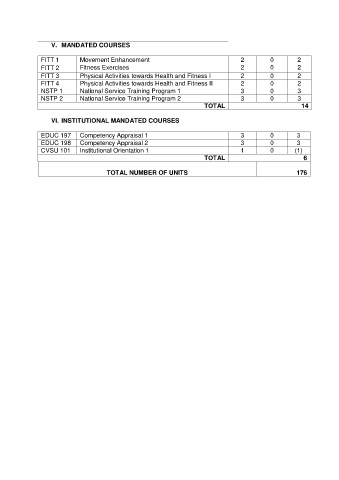 V. MANDATED COURSES
FITT 1 Movement Enhancement 2 0 2
FITT 2 Fitness Exercises 2 0 2
FITT 3 Physical Activities towards Health and Fitness I 2 0 2
FITT 4 Physical Activities towards Health and Fitness II 2 0 2
NSTP 1 National Service Training Program 1 3 0 3
NSTP 2 National Service Training Program 2 3 0 3
TOTAL 14
VI. INSTITUTIONAL MANDATED COURSES
EDUC 197 Competency Appraisal 1 3 0 3
EDUC 198 Competency Appraisal 2 3 0 3
CVSU 101 Institutional Orientation 1 1 0 (1)
TOTAL 6
TOTAL NUMBER OF UNITS 176